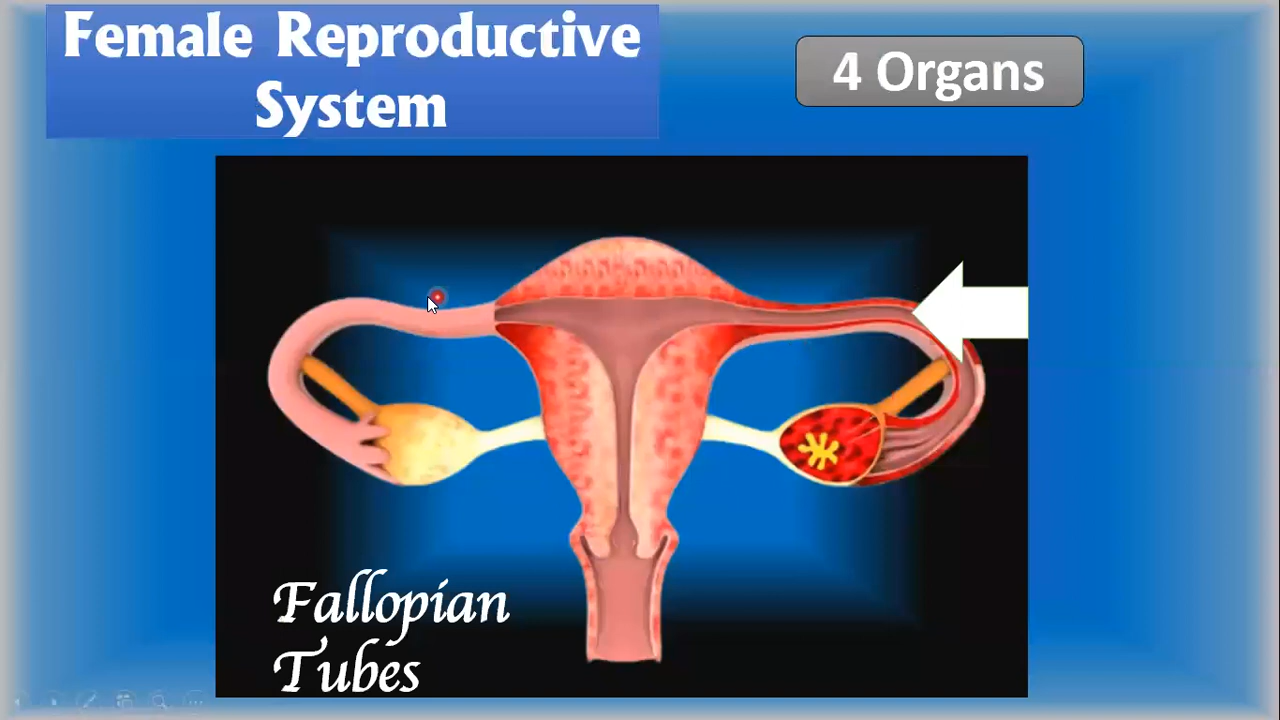 Female Reproductive
System
4 Organs
Fallopian
Tubes